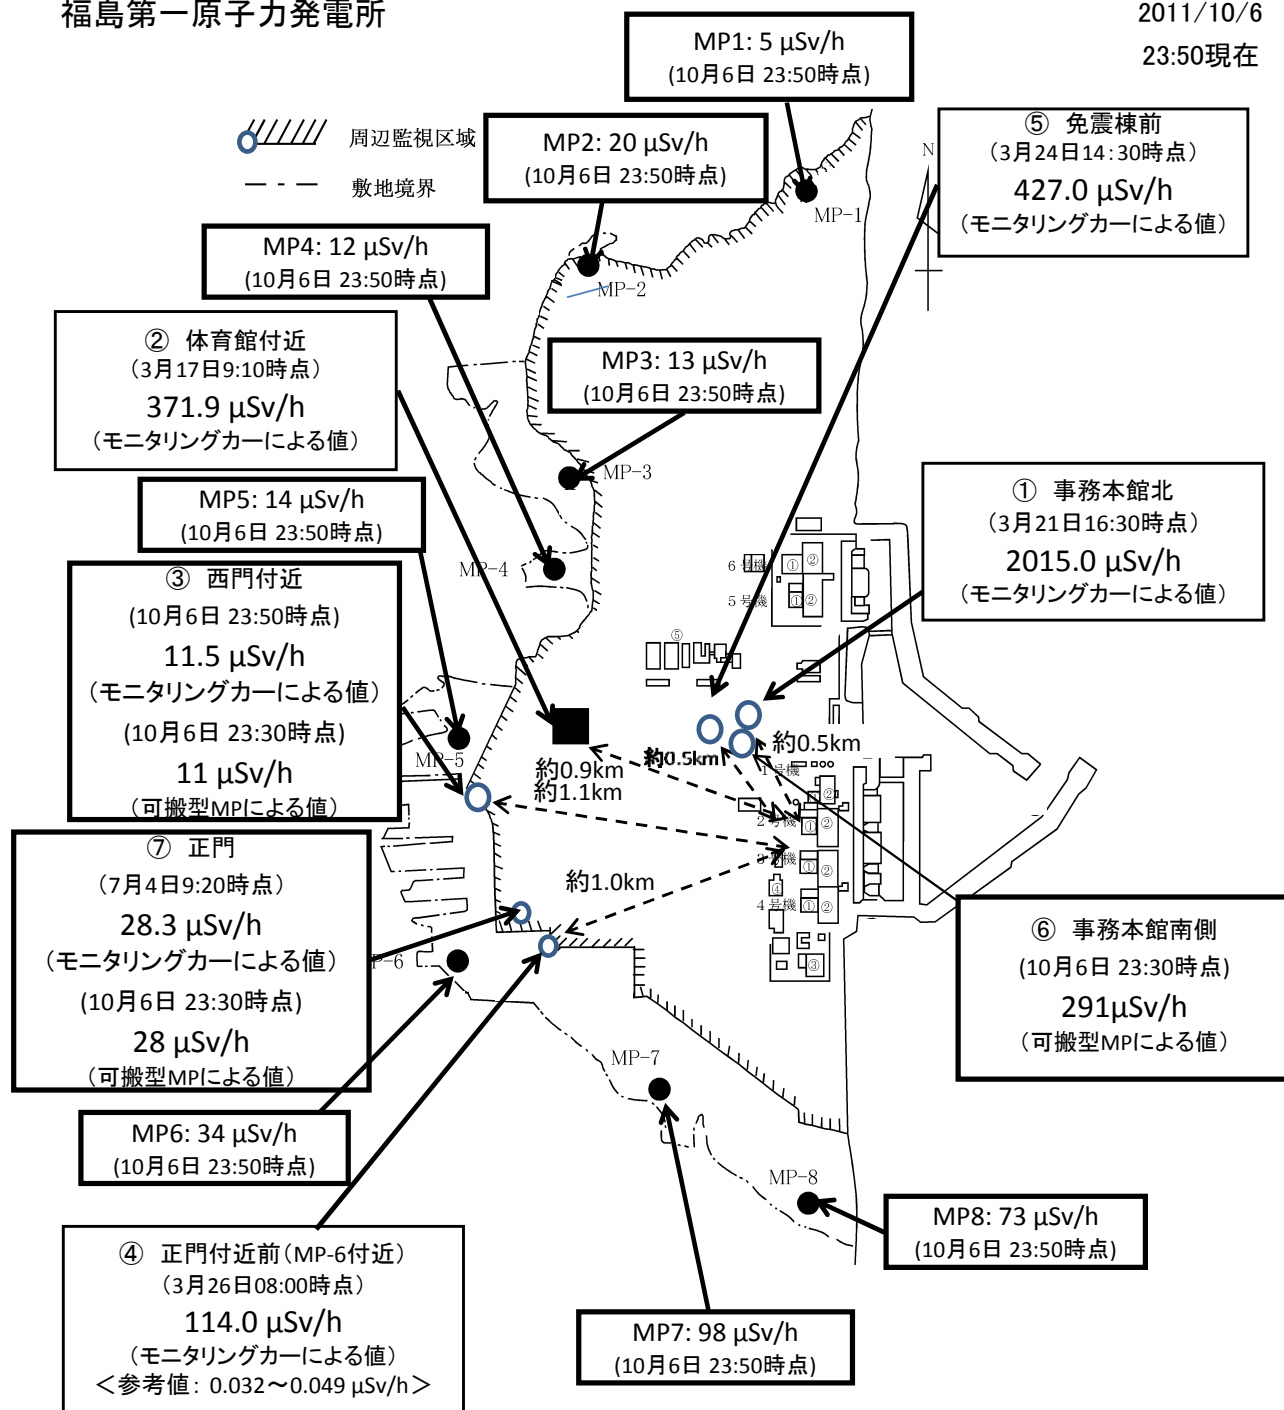 福島第一原子力発電所
2011/10/6
23:50現在
MP1: 5 μSv/h
(10月6日 23:50時点)
周辺監視区域
敷地境界
MP2: 20 μSv/h
(10月6日 23:50時点)
⑤ 免震棟前
(3月24日14:30時点)
427.0 μSv/h
(モニタリングカーによる値)
N
MP-1
MP4: 12 μSv/h
(10月6日 23:50時点)
MP-2
② 体育館付近
(3月17日9:10時点)
371.9 μSv/h
(モニタリングカーによる値)
MP3: 13 μSv/h
(10月6日 23:50時点)
MP-3
MP5: 14 μSv/h
(10月6日 23:50時点)
① 事務本館北
(3月21日16:30時点)
2015.0 μSv/h
(モニタリングカーによる値)
MP-4
6号機
① ②
5号機
① ②
③ 西門付近
(10月6日 23:50時点)
11.5 μSv/h
(モニタリングカーによる値)
(10月6日 23:30時点)
11 μSv/h
(可搬型MPによる値)
⑤
MP-5
約0.9km
約1.1km
約0.5km
約0.5km
1号機
②
2号機
① ②
3号機
① ②
④
4号機
① ②
③
約1.0km
⑦ 正門
(7月4日9:20時点)
28.3 μSv/h
(モニタリングカーによる値)
(10月6日 23:30時点)
28 μSv/h
(可搬型MPによる値)
P-6
⑥ 事務本館南側
(10月6日 23:30時点)
291μSv/h
(可搬型MPによる値)
MP-7
MP6: 34 μSv/h
(10月6日 23:50時点)
MP-8
MP8: 73 μSv/h
(10月6日 23:50時点)
④ 正門付近前(MP-6付近)
(3月26日08:00時点)
114.0 μSv/h
(モニタリングカーによる値)
<参考値: 0.032～0.049 μSv/h>
MP7: 98 μSv/h
(10月6日 23:50時点)